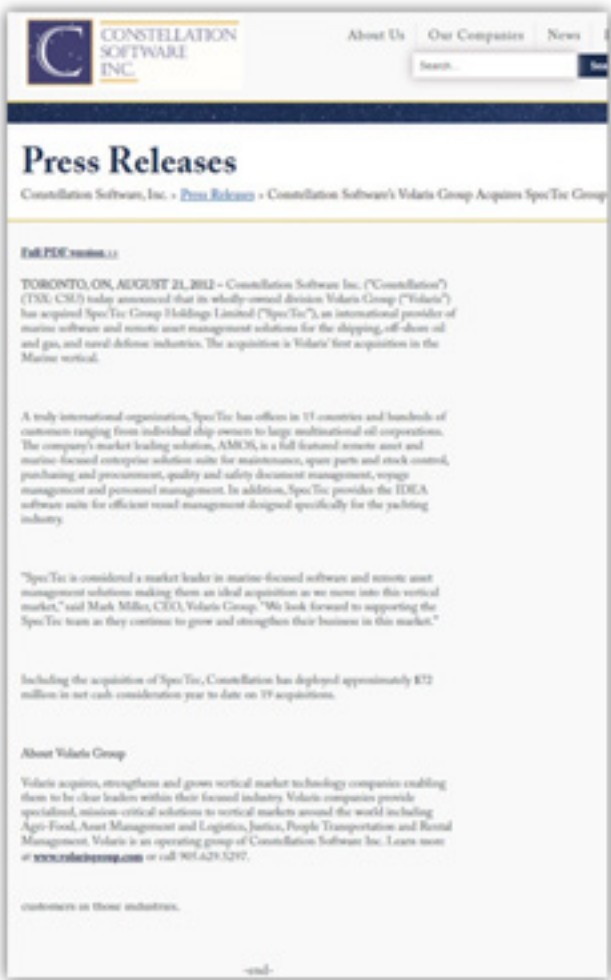 C
CONSTELLATION
SOFTWARE
INC.
About Us
Our Companies
News
Search...
Press Releases
Constellation Software, Inc. » Press Releases » Constellation Software's Volaris Group Acquires SpecTec Group
Full PDF version >>
TORONTO, ON, AUGUST 21, 2012 – Constellation Software Inc. ("Constellation")
(TSX: CSU) today announced that its wholly-owned division Volaris Group ("Volaris")
has acquired SpecTec Group Holdings Limited ("SpecTec"), an international provider of
marine software and remote asset management solutions for the shipping, off-shore oil
and gas, and naval defense industries. The acquisition is Volaris' first acquisition in the
Marine vertical.
A truly international organization, SpecTec has offices in 15 countries and hundreds of
customers ranging from individual ship owners to large multinational oil corporations.
The company's market leading solution, AMOS, is a full featured remote asset and
marine-focused enterprise solution suite for maintenance, spare parts and stock control,
purchasing and procurement, quality and safety document management, voyage
management and personnel management. In addition, SpecTec provides the IDEA
software suite for efficient vessel management designed specifically for the yachting
industry.
"SpecTec is considered a market leader in marine-focused software and remote asset
management solutions making them an ideal acquisition as we move into this vertical
market," said Mark Miller, CEO, Volaris Group. "We look forward to supporting the
SpecTec team as they continue to grow and strengthen their business in this market."
Including the acquisition of SpecTec, Constellation has deployed approximately $72
million in net cash consideration year to date on 19 acquisitions.
About Volaris Group
Volaris acquires, strengthens and grows vertical market technology companies enabling
them to be clear leaders within their focused industry. Volaris companies provide
specialized, mission-critical solutions to vertical markets around the world including
Agri-Food, Asset Management and Logistics, Justice, People Transportation and Rental
Management. Volaris is an operating group of Constellation Software Inc. Learn more
at www.volarisgroup.com or call 905.629.3297.
customers in those industries.
-end-